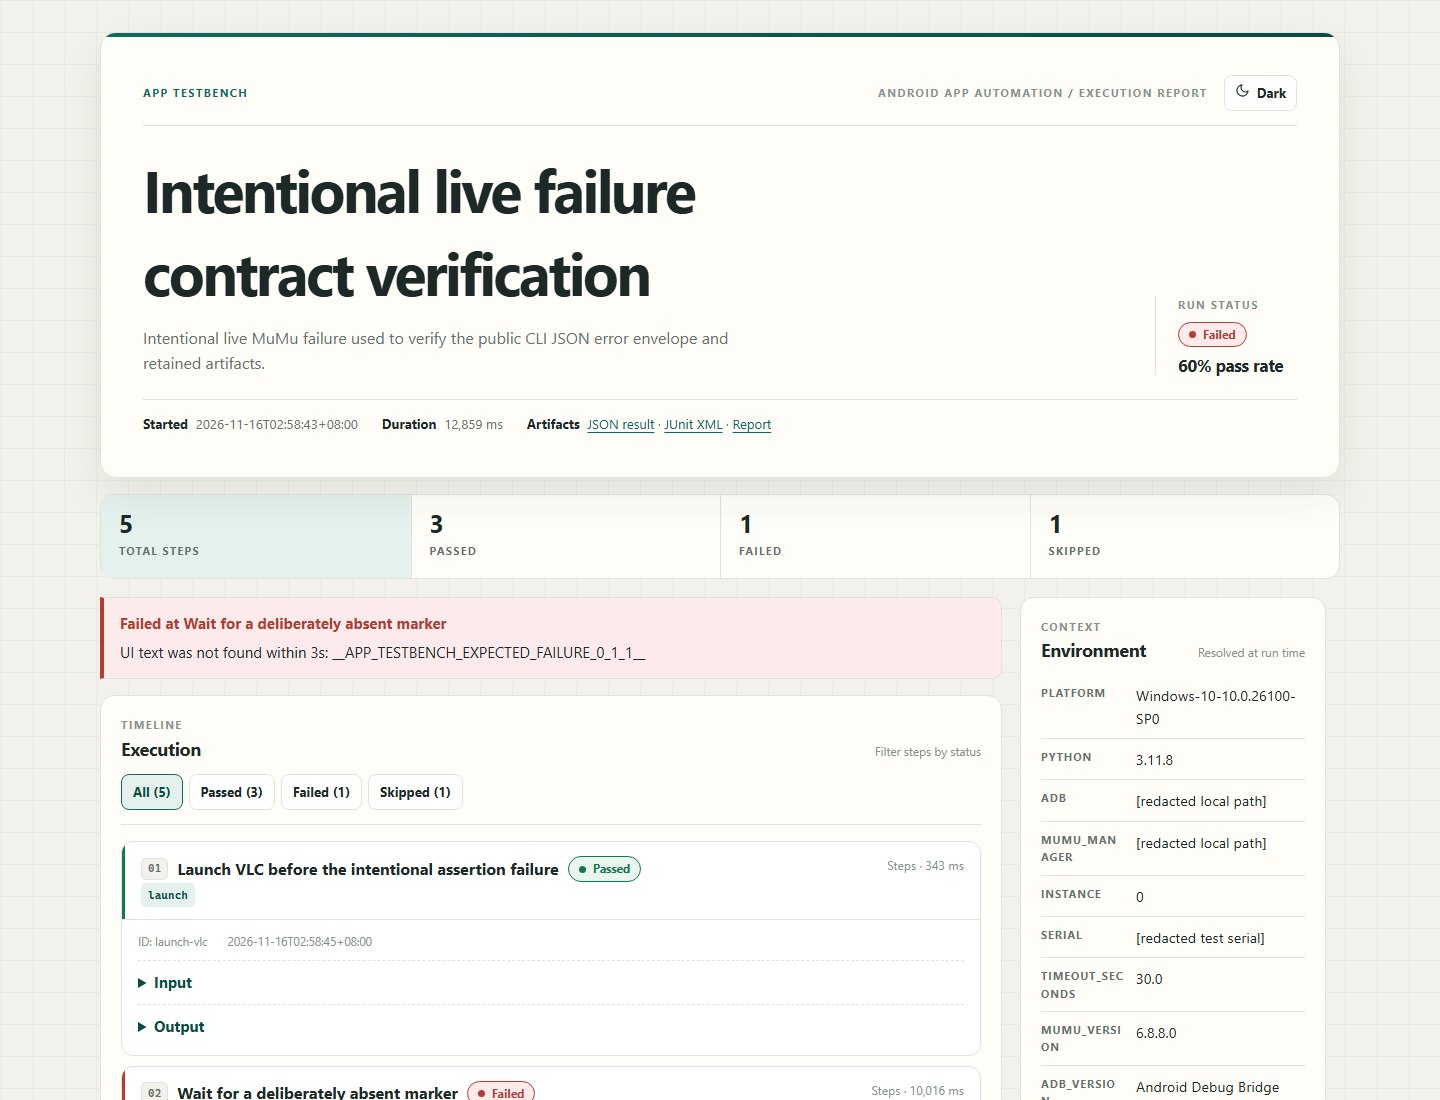 APP TESTBENCH
ANDROID APP AUTOMATION / EXECUTION REPORT
Dark
Intentional live failure
contract verification
Intentional live MuMu failure used to verify the public CLI JSON error envelope and
retained artifacts.
RUN STATUS
Failed
60% pass rate
Started 2026-11-16T02:58:43+08:00 Duration 12,859 ms Artifacts JSON result · JUnit XML · Report
5
TOTAL STEPS
3
PASSED
1
FAILED
1
SKIPPED
Failed at Wait for a deliberately absent marker
UI text was not found within 3s: __APP_TESTBENCH_EXPECTED_FAILURE_0_1_1__
TIMELINE
Execution
Filter steps by status
All (5) Passed (3) Failed (1) Skipped (1)
01 Launch VLC before the intentional assertion failure Passed
Steps · 343 ms
launch
ID: launch-vlc 2026-11-16T02:58:45+08:00
Input
Output
02 Wait for a deliberately absent marker Failed
Steps · 10,016 ms
CONTEXT
Environment
Resolved at run time
PLATFORM Windows-10-10.0.26100-
SP0
PYTHON 3.11.8
ADB [redacted local path]
MUMU_MAN [redacted local path]
AGER
INSTANCE 0
SERIAL [redacted test serial]
TIMEOUT_SEC 30.0
ONDS
MUMU_VERSI 6.8.8.0
ON
ADB_VERSIO Android Debug Bridge
N